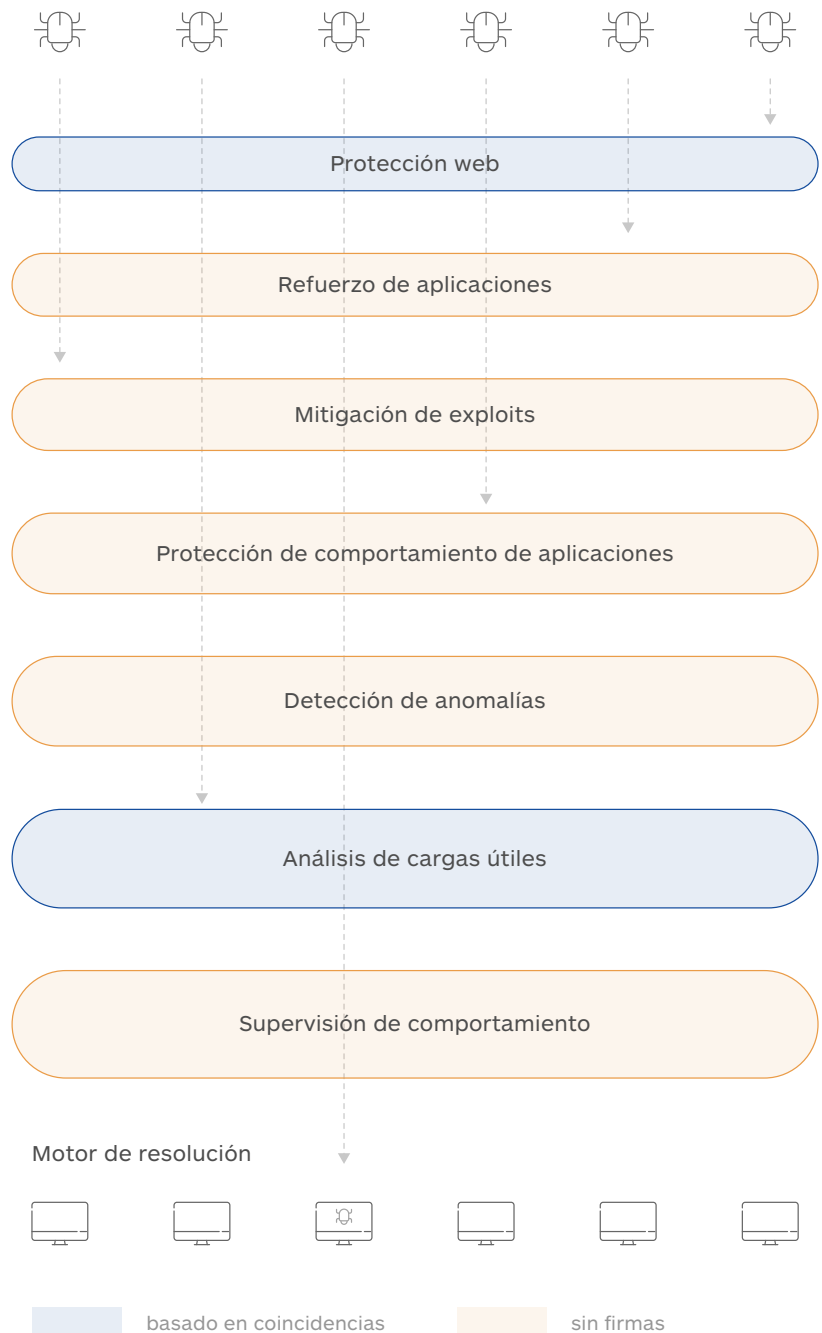 Protección web
Refuerzo de aplicaciones
Mitigación de exploits
Protección de comportamiento de aplicaciones
Detección de anomalías
Análisis de cargas útiles
Supervisión de comportamiento
Motor de resolución
basado en coincidencias
sin firmas